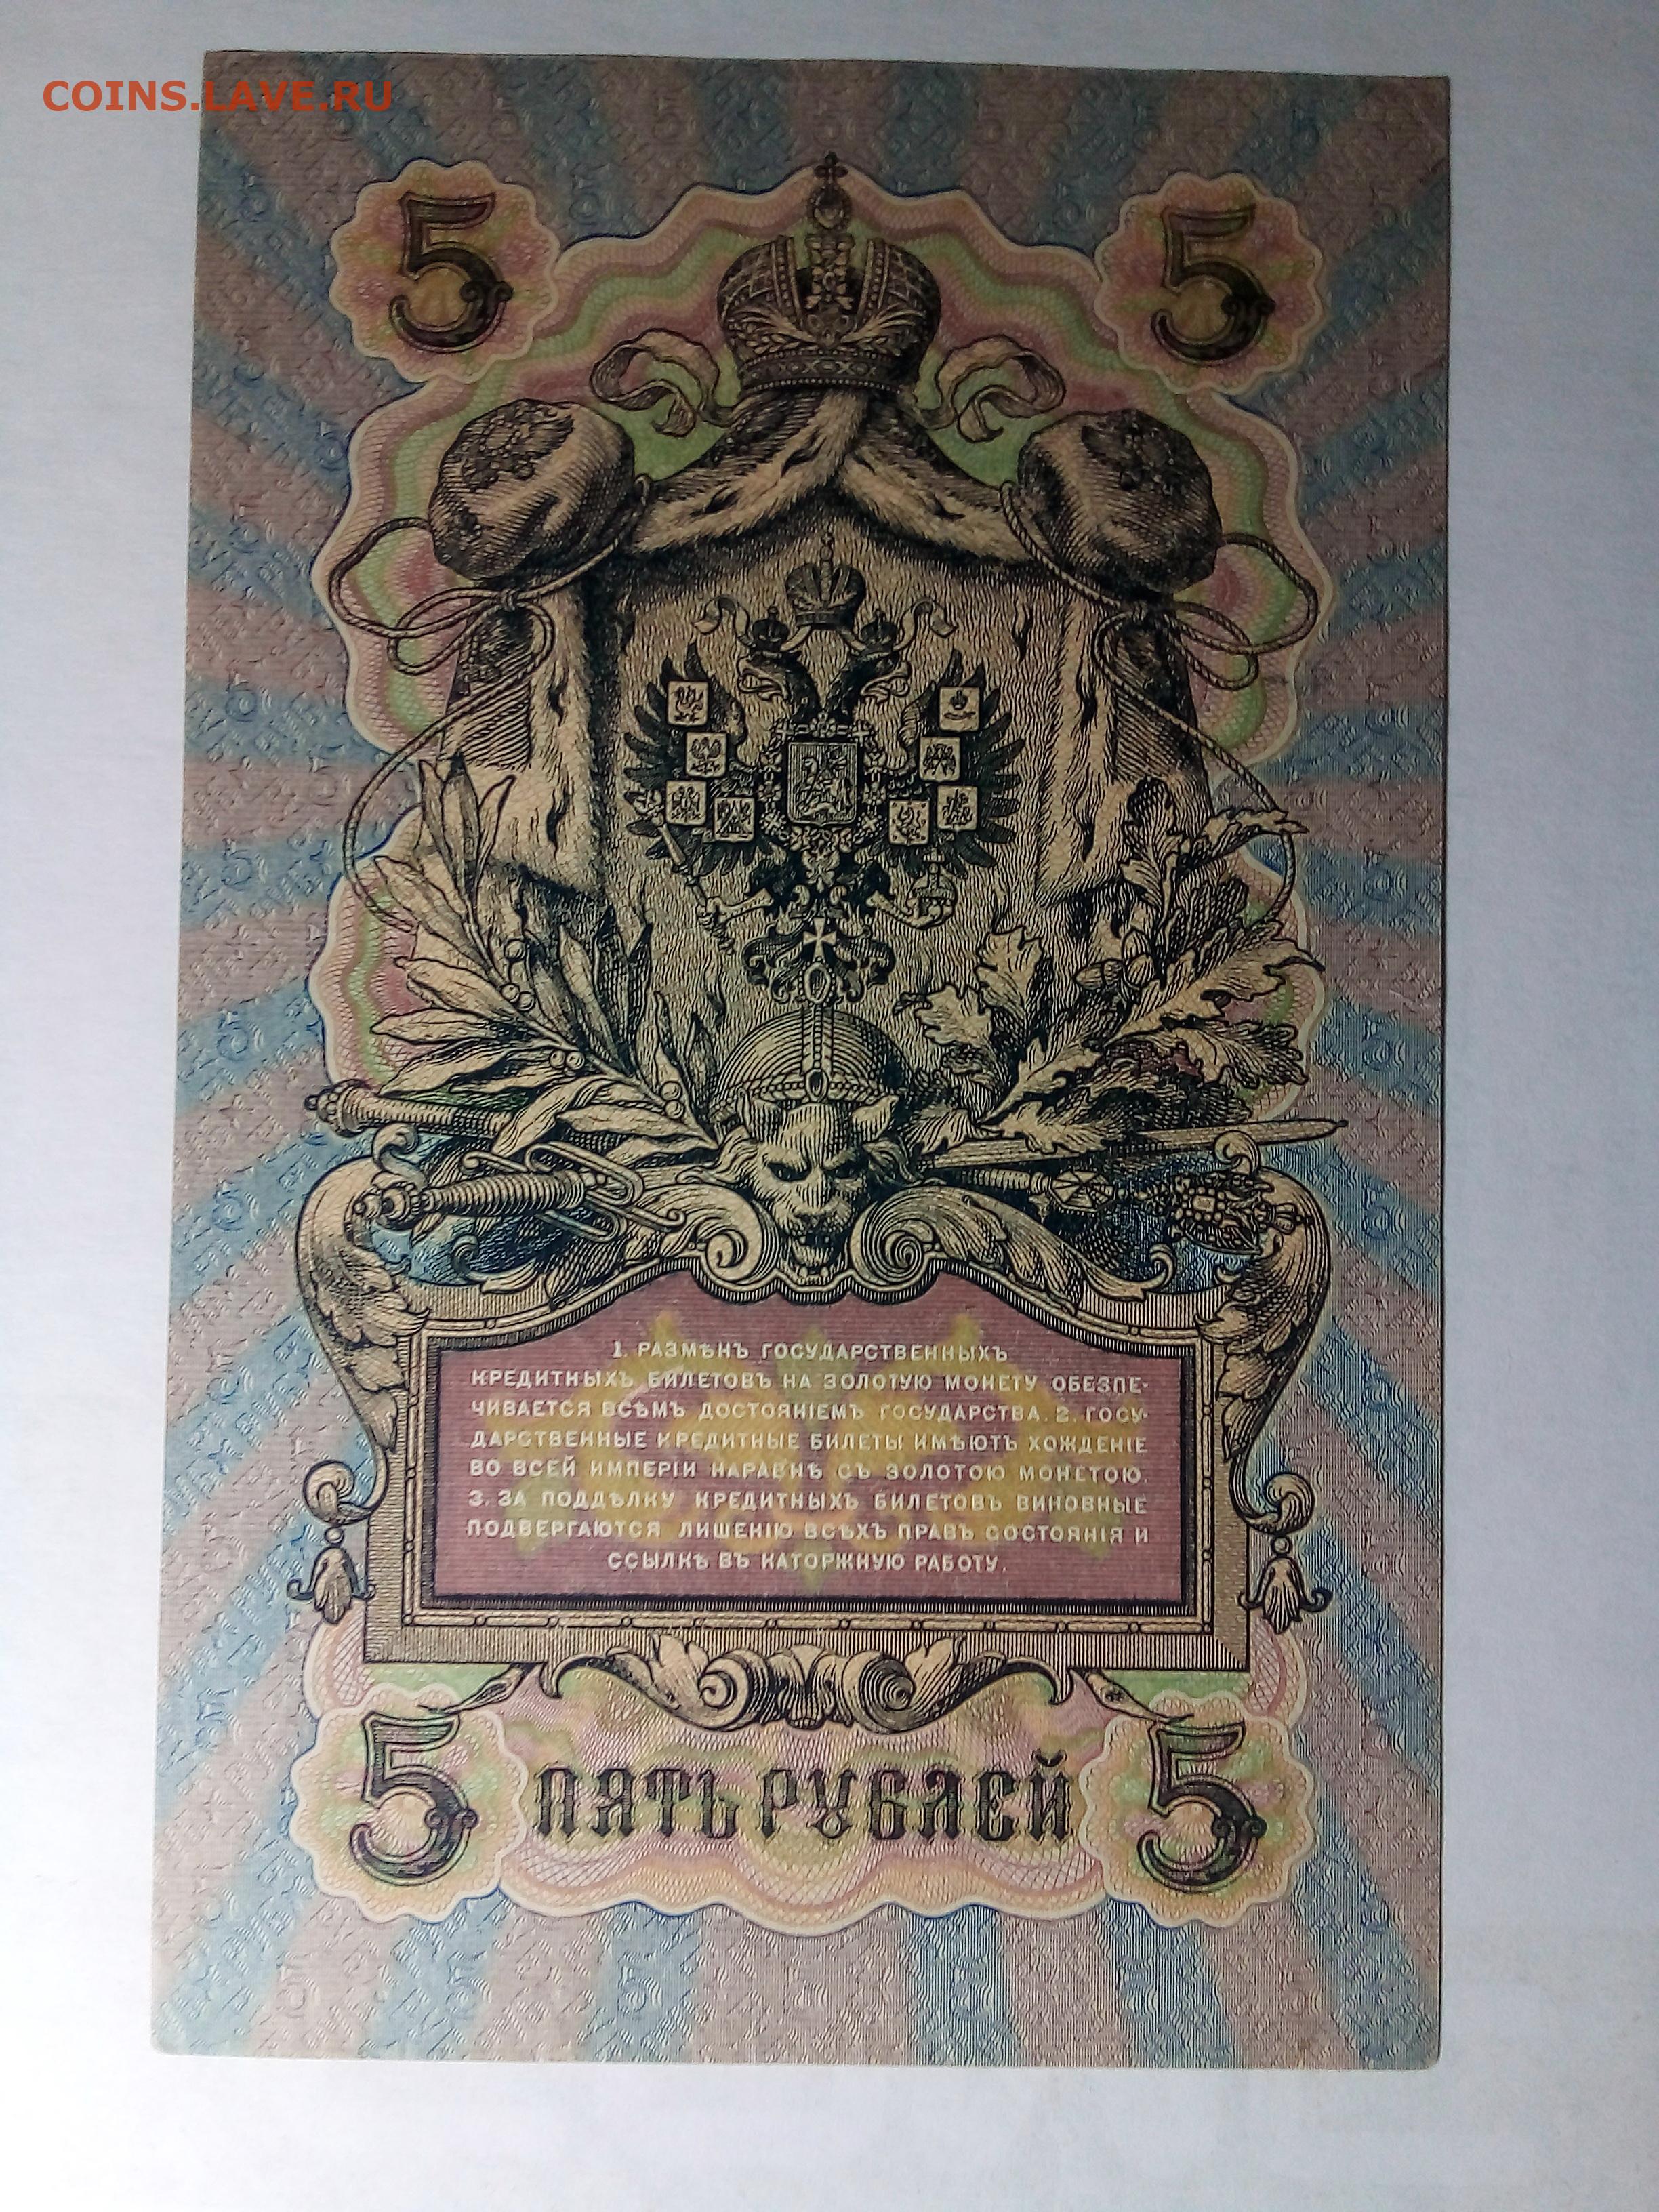 COINS.LAVE.RU
5 5
1. РАЗМѢНЪ ГОСУДАРСТВЕННЫХЪ
КРЕДИТНЫХЪ БИЛЕТОВЪ НА ЗОЛОТУЮ МОНЕТУ ОБЕЗПЕ-
ЧИВАЕТСЯ ВСѢМЪ ДОСТОЯНІЕМЪ ГОСУДАРСТВА. 2. ГОСУ-
ДАРСТВЕННЫЕ КРЕДИТНЫЕ БИЛЕТЫ ИМѢЮТЪ ХОЖДЕНІЕ
ВО ВСЕЙ ИМПЕРІИ НАРАВНѢ СЪ ЗОЛОТОЮ МОНЕТОЮ.
3. ЗА ПОДДѢЛКУ КРЕДИТНЫХЪ БИЛЕТОВЪ ВИНОВНЫЕ
ПОДВЕРГАЮТСЯ ЛИШЕНІЮ ВСѢХЪ ПРАВЪ СОСТОЯНІЯ И
ССЫЛКѢ ВЪ КАТОРЖНУЮ РАБОТУ.
5 ПЯТЬ РУБЛЕЙ 5